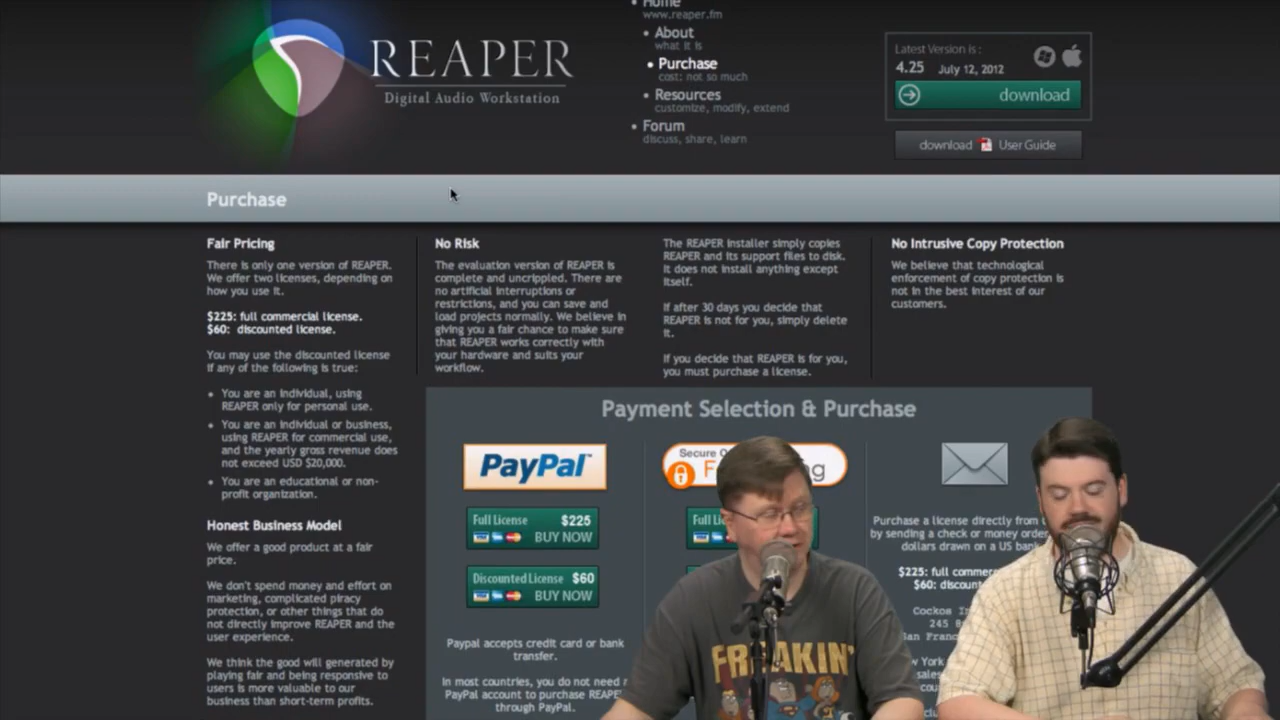 REAPER
Digital Audio Workstation
Home
www.reaper.fm
About
what it is
Purchase
cost: not so much
Resources
customize, modify, extend
Forum
discuss, share, learn
Latest Version is :
4.25 July 12, 2012
download
download User Guide
Purchase
Fair Pricing
There is only one version of REAPER.
We offer two licenses, depending on
how you use it.
$225: full commercial license.
$60: discounted license.
You may use the discounted license
if any of the following is true:
You are an individual, using
REAPER only for personal use.
You are an individual or business,
using REAPER for commercial use,
and the yearly gross revenue does
not exceed USD $20,000.
You are an educational or non-
profit organization.
Honest Business Model
We offer a good product at a fair
price.
We don't spend money and effort on
marketing, complicated piracy
protection, or other things that do
not directly improve REAPER and the
user experience.
We think the good will generated by
playing fair and being responsive to
users is more valuable to our
business than short-term profits.
No Risk
The evaluation version of REAPER is
complete and uncrippled. There are
no artificial interruptions or
restrictions, and you can save and
load projects normally. We believe in
giving you a fair chance to make sure
that REAPER works correctly with
your hardware and suits your
workflow.
The REAPER installer simply copies
REAPER and its support files to disk.
It does not install anything except
itself.
If after 30 days you decide that
REAPER is not for you, simply delete
it.
If you decide that REAPER is for you,
you must purchase a license.
No Intrusive Copy Protection
We believe that technological
enforcement of copy protection is
not in the best interest of our
customers.
Payment Selection & Purchase
PayPal™
Full License $225
BUY NOW
Discounted License $60
BUY NOW
Paypal accepts credit card or bank
transfer.
In most countries, you do not need
PayPal account to purchase REAPE
through PayPal.
Secure
Full Li
Purchase a license directly from
by sending a check or money order
dollars drawn on a US bank
$225: full comme
$60: discount
Cockos In
245 8
San Franc
York
sales
cou
FREAKIN'